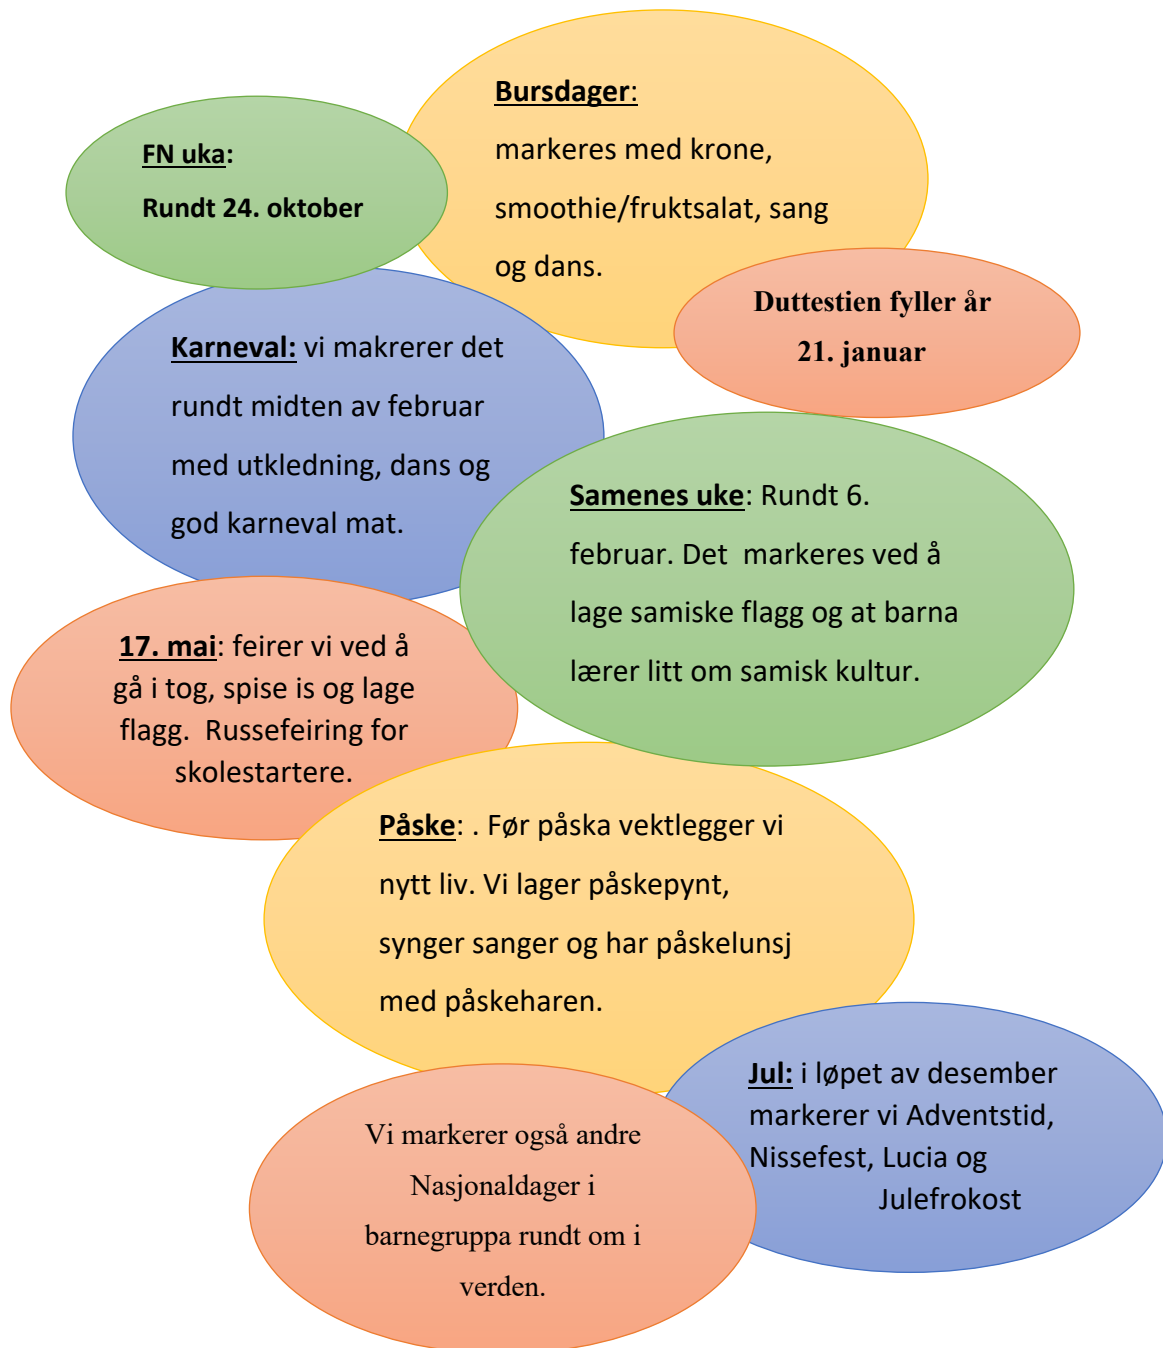 FN uka:
Rundt 24. oktober
Bursdager:
markeres med krone,
smoothie/fruktsalat, sang
og dans.
Duttestien fyller år
21. januar
Karneval: vi makrerer det
rundt midten av februar
med utkledning, dans og
god karneval mat.
Samenes uke: Rundt 6.
februar. Det  markeres ved å
lage samiske flagg og at barna
lærer litt om samisk kultur.
17. mai: feirer vi ved å
gå i tog, spise is og lage
flagg.  Russefeiring for
skolestartere.
Påske: . Før påska vektlegger vi
nytt liv. Vi lager påskepynt,
synger sanger og har påskelunsj
med påskeharen.
Jul: i løpet av desember
markerer vi Adventstid,
Nissefest, Lucia og
Julefrokost
Vi markerer også andre
Nasjonaldager i
barnegruppa rundt om i
verden.